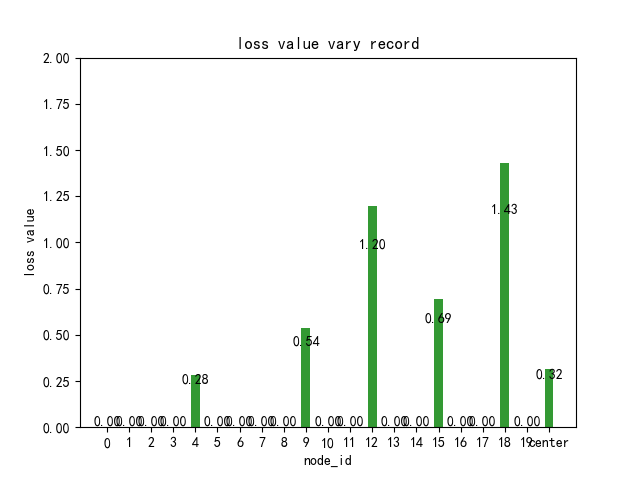 loss value vary record
2.00
1.75
1.50
1.25
1.00
0.75
0.50
0.25
0.00
loss value
0.00 0.00 0.00 0.00 0.28 0.00 0.00 0.00 0.00 0.54 0.00 0.00 1.20 0.00 0.00 0.69 0.00 0.00 1.43 0.00 0.32
0 1 2 3 4 5 6 7 8 9 10 11 12 13 14 15 16 17 18 19 center
node_id